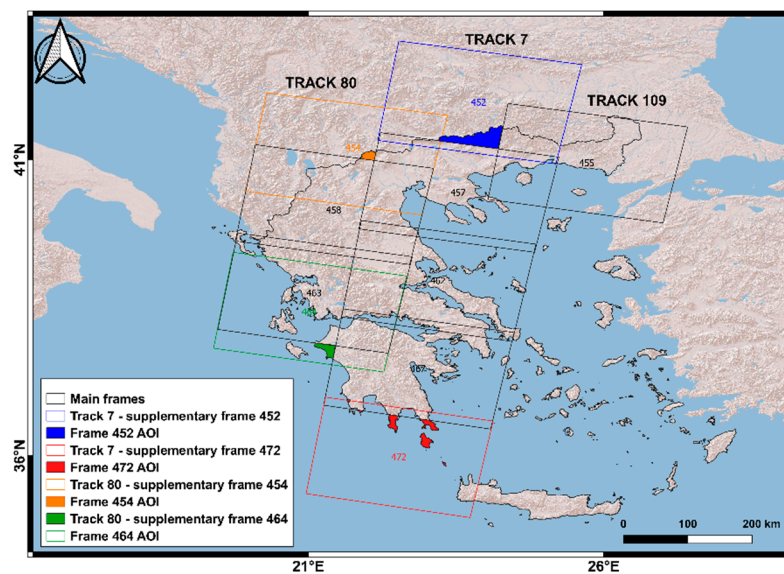 TRACK 7
TRACK 80
452
TRACK 109
41°N
454
455
457
458
463
467
Main frames
Track 7 - supplementary frame 452
Frame 452 AOI
Track 7 - supplementary frame 472
Frame 472 AOI
Track 80 - supplementary frame 454
Frame 454 AOI
Track 80 - supplementary frame 464
Frame 464 AOI
36°N
472
0 100 200 km
21°E
26°E